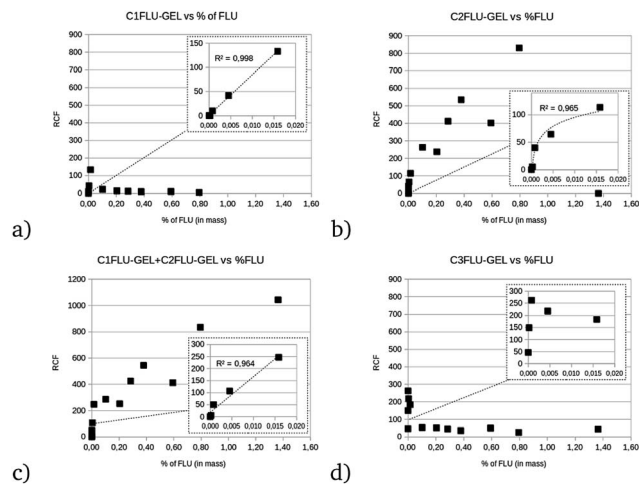 C1FLU-GEL vs % of FLU
900
800
700
600
500
400
300
200
100
0
RCF
0,00 0,20 0,40 0,60 0,80 1,00 1,20 1,40 1,60
% of FLU (in mass)
150
100
50
0
R² = 0,998
0,000 0,005 0,010 0,015 0,020
a)
C2FLU-GEL vs %FLU
900
800
700
600
500
400
300
200
100
0
RCF
0,00 0,20 0,40 0,60 0,80 1,00 1,20 1,40 1,60
% of FLU (in mass)
100
50
0
R² = 0,965
0,000 0,005 0,010 0,015 0,020
b)
C1FLU-GEL+C2FLU-GEL vs %FLU
1200
1000
800
600
400
200
0
RCF
0,00 0,20 0,40 0,60 0,80 1,00 1,20 1,40 1,60
% of FLU (in mass)
300
250
200
150
100
50
0
R² = 0,964
0,000 0,005 0,010 0,015 0,020
c)
C3FLU-GEL vs %FLU
900
800
700
600
500
400
300
200
100
0
RCF
0,00 0,20 0,40 0,60 0,80 1,00 1,20 1,40 1,60
% of FLU (in mass)
300
250
200
150
100
50
0
0,000 0,005 0,010 0,015 0,020
d)